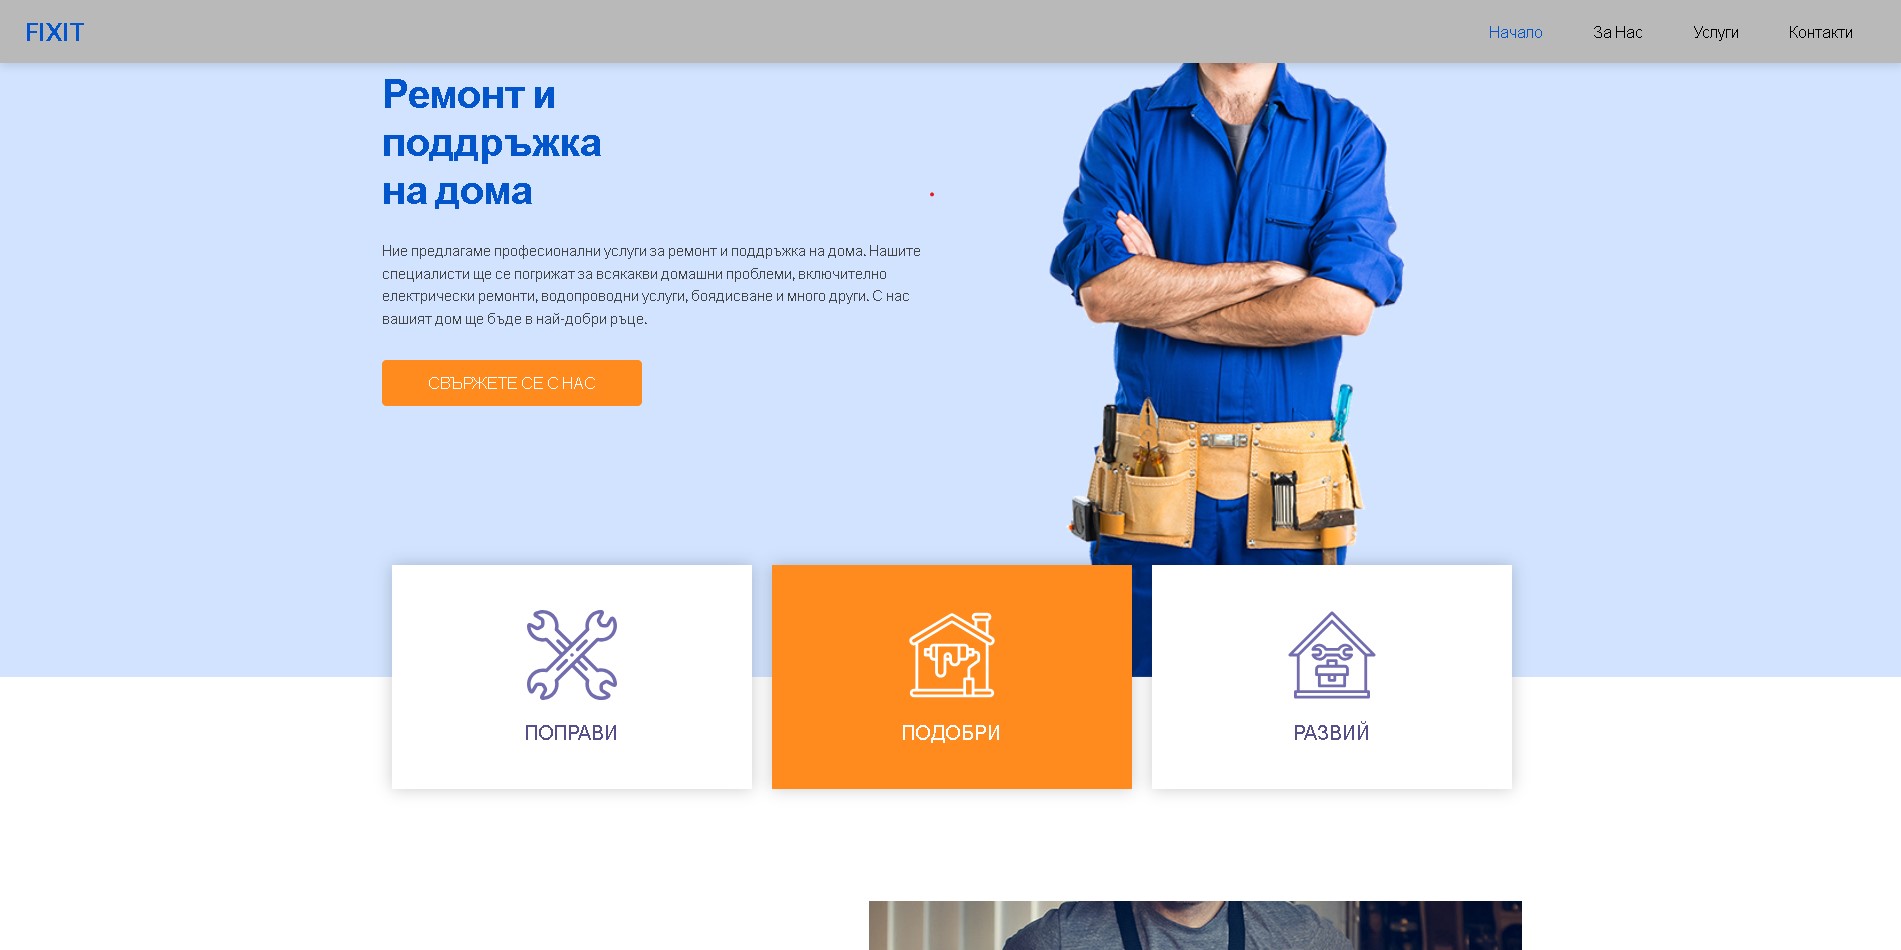 FIXIT
Начало
За Нас
Услуги
Контакти
Ремонт и
поддръжка
на дома
Ние предлагаме професионални услуги за ремонт и поддръжка на дома. Нашите
специалисти ще се погрижат за всякакви домашни проблеми, включително
електрически ремонти, водопроводни услуги, боядисване и много други. С нас
вашият дом ще бъде в най-добри ръце.
СВЪРЖЕТЕ СЕ С НАС
ПОПРАВИ
ПОДОБРИ
РАЗВИЙ